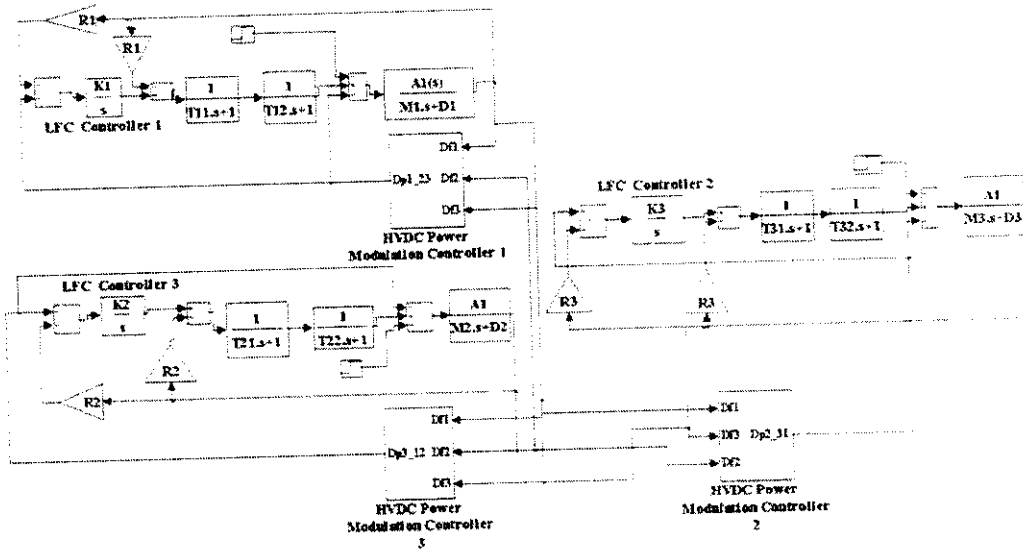 R1
R1
K1
s
1
T11.s+1
1
T12.s+1
A1(s)
M1.s+D1
LFC Controller 1
Df1
Dp1_23 Df2
Df3
HVDC Power
Modulation Controller 1
LFC Controller 2
K3
s
1
T31.s+1
1
T32.s+1
A1
M3.s+D3
R3
R3
LFC Controller 3
K2
s
1
T21.s+1
1
T22.s+1
A1
M2.s+D2
R2
R2
Df1
Dp3_12 Df2
Df3
HVDC Power
Modulation Controller
3
Df1
Df3 Dp2_31
Df2
HVDC Power
Modulation Controller
2